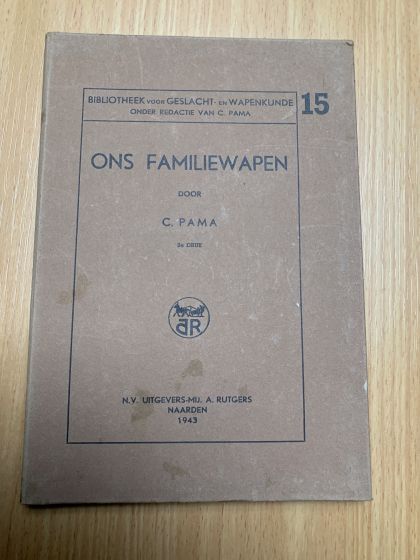 BIBLIOTHEEK VOOR GESLACHT- EN WAPENKUNDE
ONDER REDACTIE VAN C. PAMA
15
ONS FAMILIEWAPEN
DOOR
C. PAMA
2e DRUK
AR
N.V. UITGEVERS-MIJ. A. RUTGERS
NAARDEN
1943